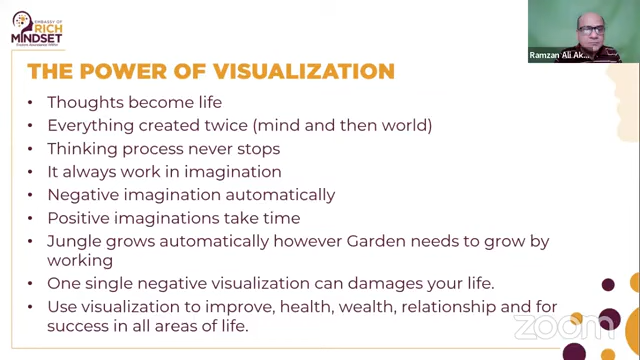 EMBASSY OF
RICH
MINDSET
Ramzan Ali Ak...
THE POWER OF VISUALIZATION
• Thoughts become life
• Everything created twice (mind and then world)
• Thinking process never stops
• It always work in imagination
• Negative imagination automatically
• Positive imaginations take time
• Jungle grows automatically however Garden needs to grow by
working
• One single negative visualization can damages your life.
• Use visualization to improve, health, wealth, relationship and for
success in all areas of life.
zoom